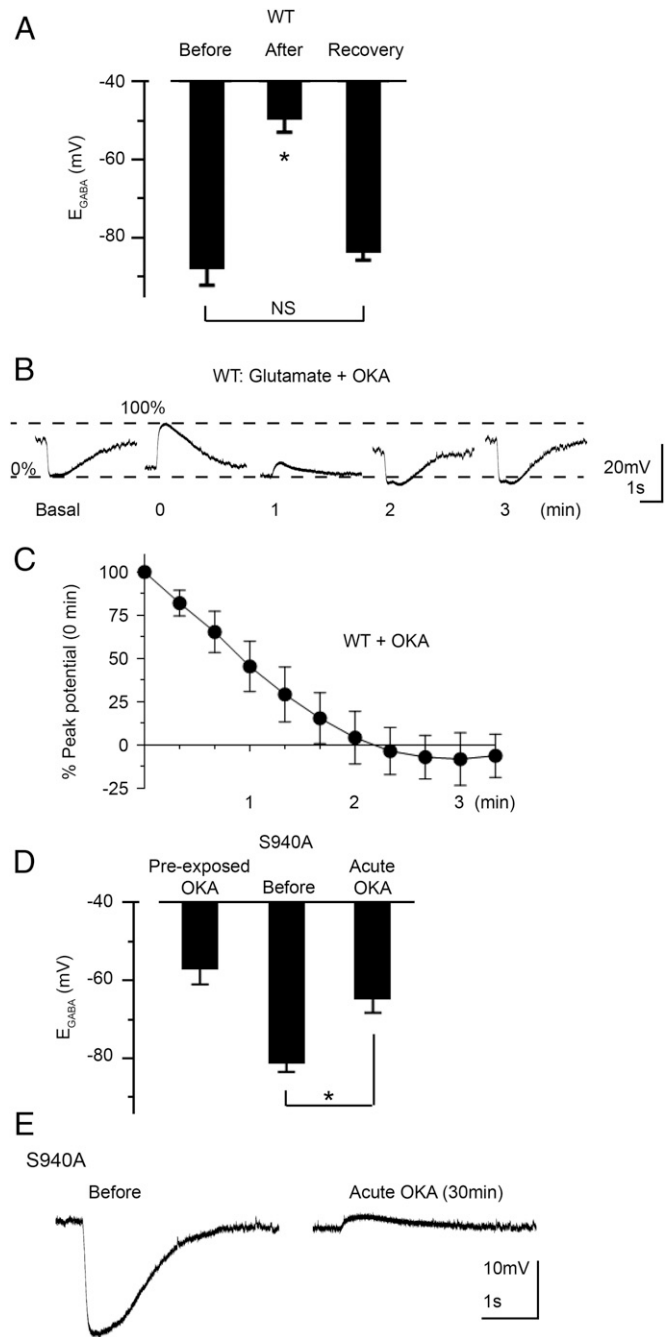 A
WT
Before After Recovery
-40
-60
-80
E_GABA (mV)
*
NS
B
WT: Glutamate + OKA
100%
0%
20mV
1s
Basal 0 1 2 3 (min)
C
100
75
50
25
0
-25
% Peak potential (0 min)
WT + OKA
1 2 3 (min)
D
S940A
Pre-exposed OKA
Before
Acute OKA
-40
-60
-80
E_GABA (mV)
*
E
S940A
Before Acute OKA (30min)
10mV
1s